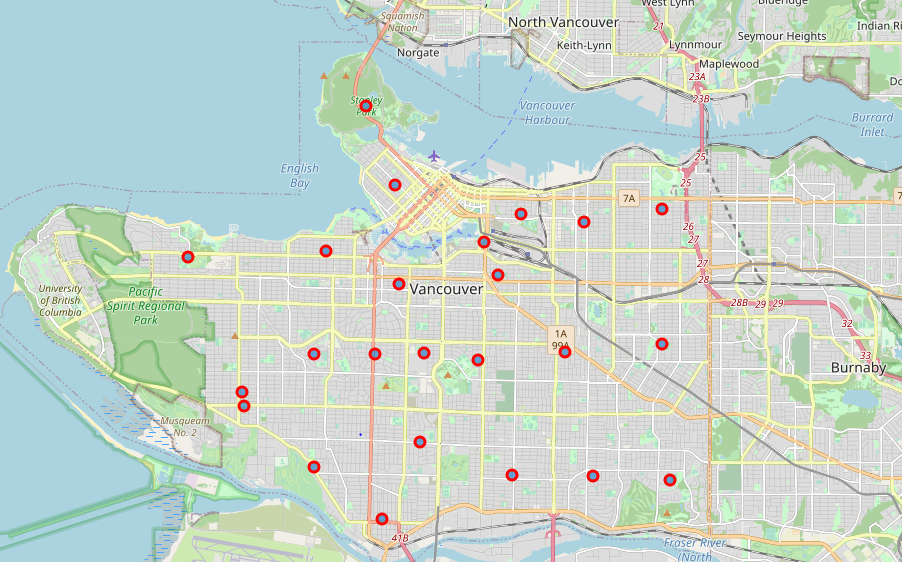 West Lynn
Blueridge
Squamish
Nation
North Vancouver
21
Indian Ri
Seymour Heights
Norgate
Keith-Lynn
Lynnmour
Maplewood
23A
Do
23B
Stanley
Park
Vancouver
Harbour
Burrard
Inlet
English
Bay
25
25
7A
7
26
27
27
28
University
of British
Columbia
Pacific
Spirit Regional
Park
Vancouver
28B 29 29
32
1A
99A
33
Burnaby
Musqueam
No. 2
41B
Fraser River
(North